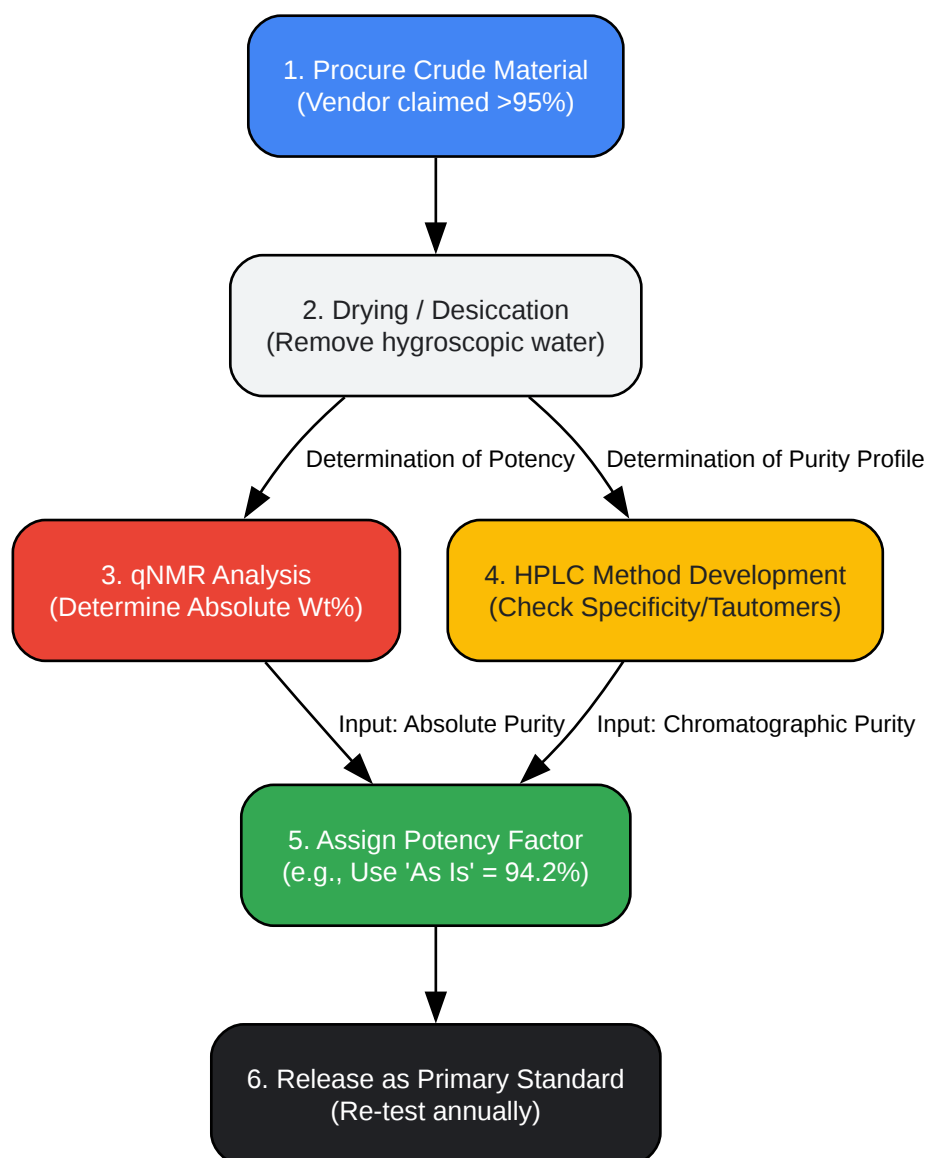 1. Procure Crude Material
(Vendor claimed >95%)
2. Drying / Desiccation
(Remove hygroscopic water)
Determination of Potency
Determination of Purity Profile
3. qNMR Analysis
(Determine Absolute Wt%)
4. HPLC Method Development
(Check Specificity/Tautomers)
Input: Absolute Purity
Input: Chromatographic Purity
5. Assign Potency Factor
(e.g., Use 'As Is' = 94.2%)
6. Release as Primary Standard
(Re-test annually)